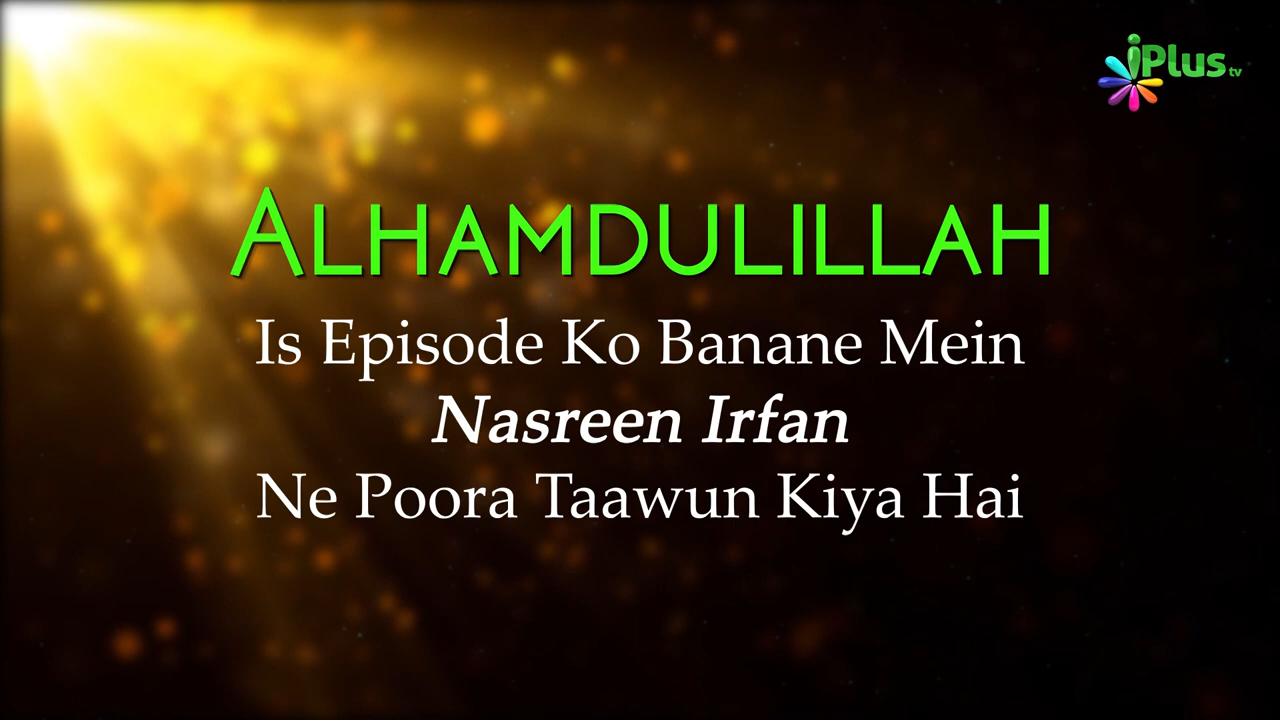 iPlus tv
ALHAMDULILLAH
Is Episode Ko Banane Mein
Nasreen Irfan
Ne Poora Taawun Kiya Hai